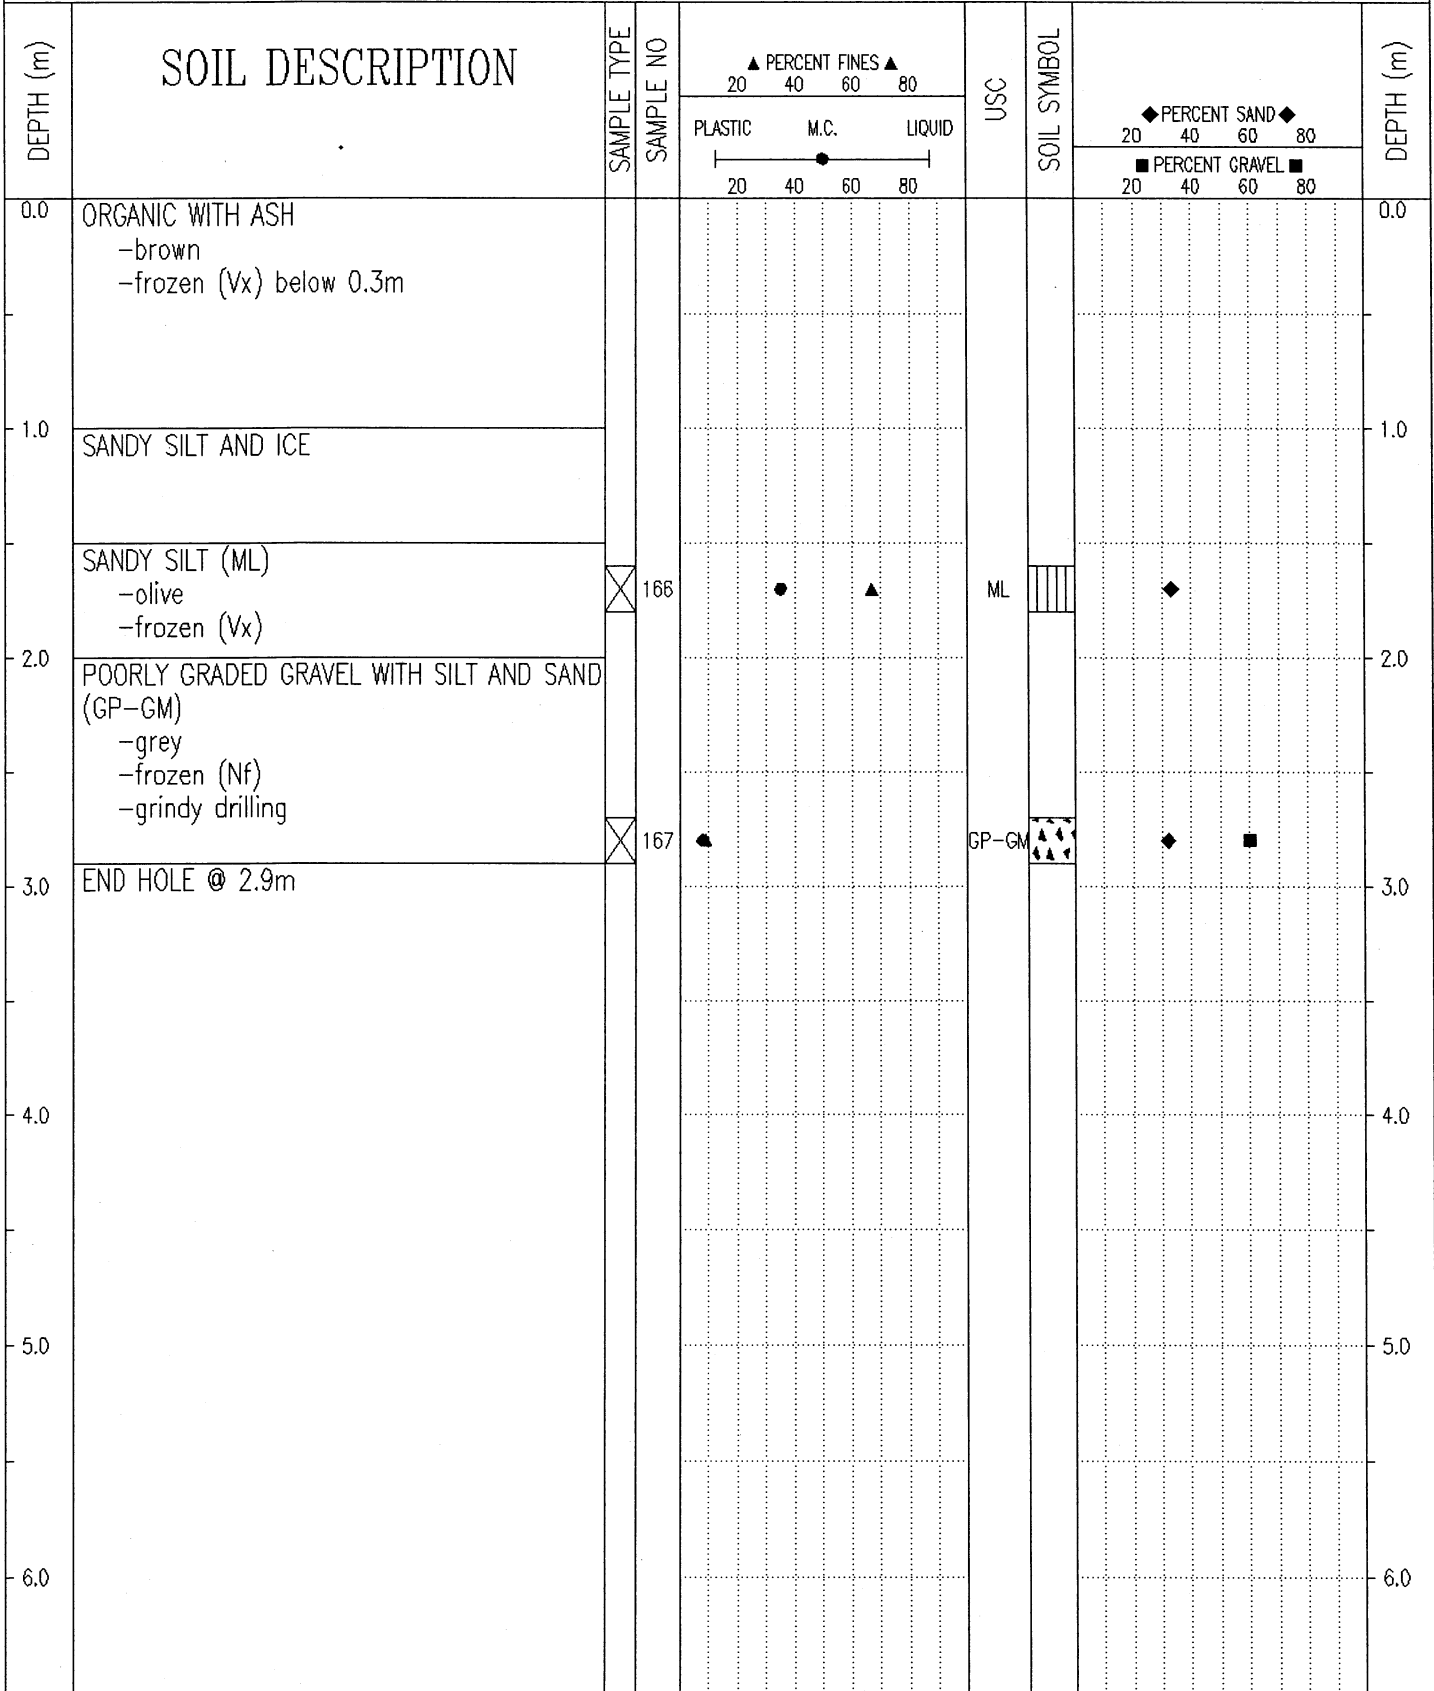 DEPTH (m)
SOIL DESCRIPTION
SAMPLE TYPE
SAMPLE NO
▲ PERCENT FINES ▲
20 40 60 80
PLASTIC M.C. LIQUID
20 40 60 80
USC
SOIL SYMBOL
◆ PERCENT SAND ◆
20 40 60 80
■ PERCENT GRAVEL ■
20 40 60 80
DEPTH (m)
0.0 ORGANIC WITH ASH 0.0
-brown
-frozen (Vx) below 0.3m
1.0 1.0
SANDY SILT AND ICE
SANDY SILT (ML)
-olive 166 ML
-frozen (Vx)
2.0 2.0
POORLY GRADED GRAVEL WITH SILT AND SAND
(GP-GM)
-grey
-frozen (Nf)
-grindy drilling
167 GP-GM
3.0 END HOLE @ 2.9m 3.0
4.0 4.0
5.0 5.0
6.0 6.0